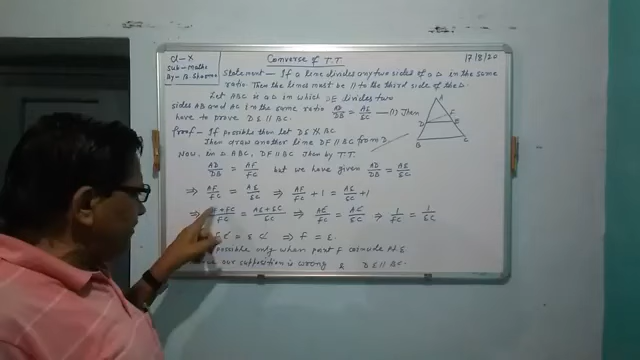 Cl - X
Sub - Maths
By - B. Sharma
Converse of T.T.
17/8/20
Statement - If a line divides any two sides of a Δ in the same
ratio. Then the line must be || to the third side of the Δ.
Let ABC is a Δ in which DE divides two
sides AB and AC in the same ratio AD/DB = AE/EC —(1) Then
have to prove DE || BC.
Proof - If possible then let DE ∦ BC
Then draw another line DF || BC from D
Now, in Δ ABC, DF || BC Then by T.T.
AD/DB = AF/FC but we have given AD/DB = AE/EC
⇒ AF/FC = AE/EC ⇒ AF/FC + 1 = AE/EC + 1
⇒ AF+FC/FC = AE+EC/EC ⇒ AC/FC = AC/EC ⇒ 1/FC = 1/EC
FC = EC ⇒ F = E.
possible only when F coincide at E
our supposition is wrong & DE || BC.
A
D
F
E
B
C